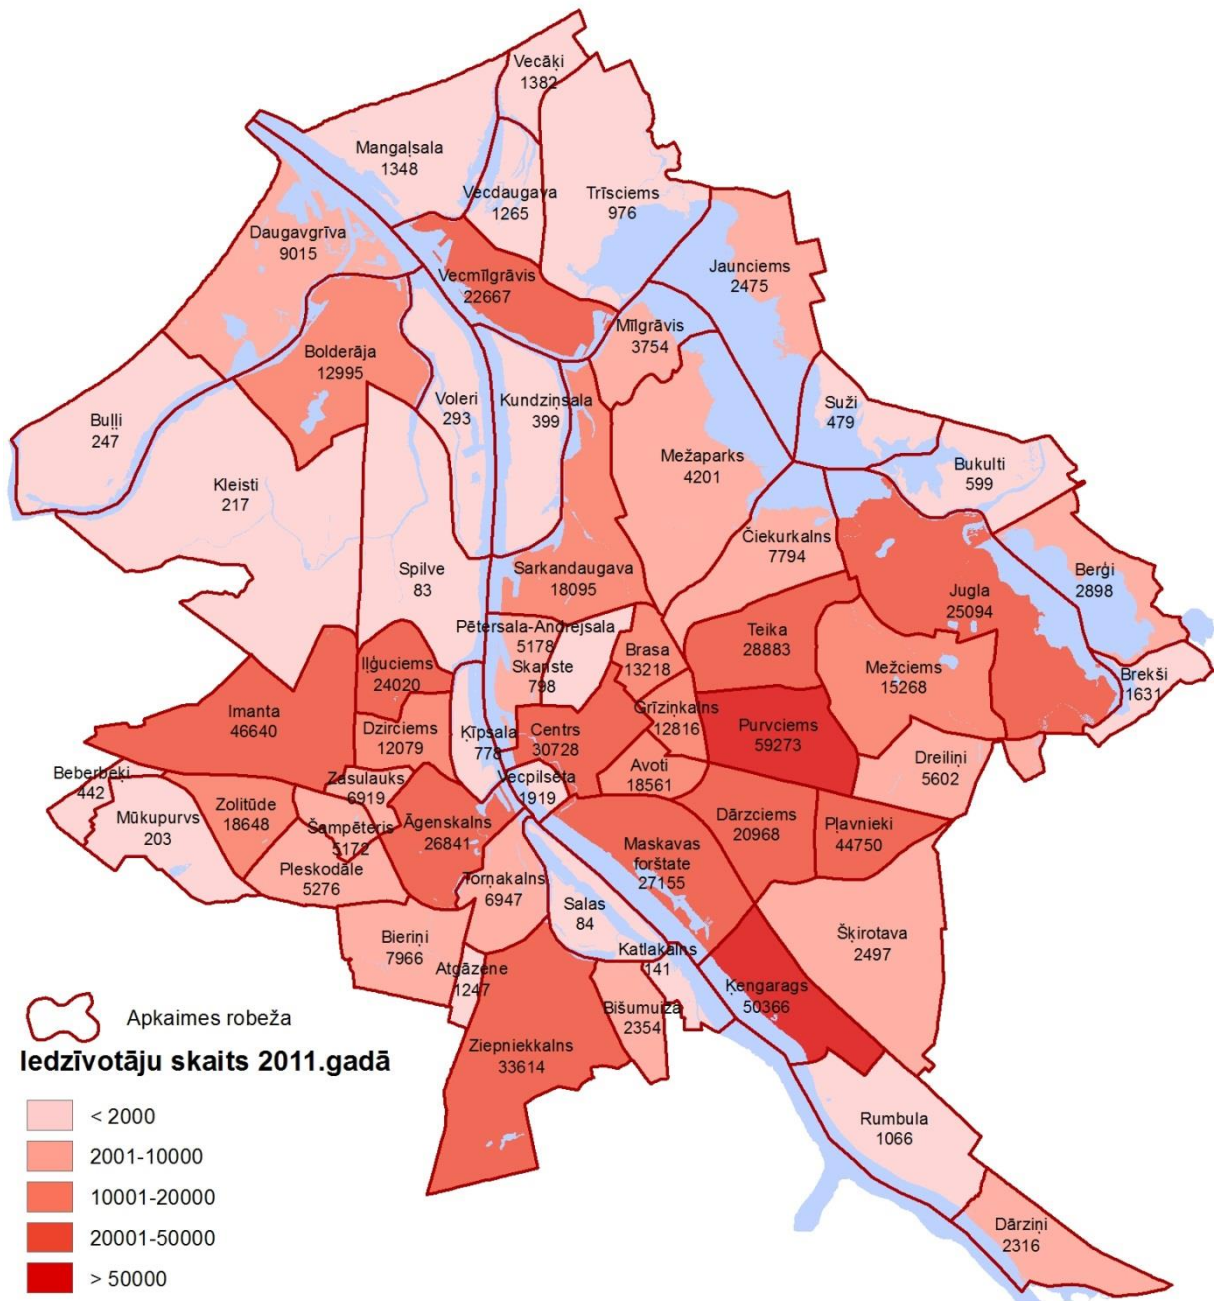 Vecāķi
1382
Mangaļsala
1348
Vecdaugava
1265
Trīsciems
976
Daugavgrīva
9015
Vecmīlgrāvis
22667
Jaunciems
2475
Mīlgrāvis
3754
Bolderāja
12995
Voleri
293
Kundziņsala
399
Suži
479
Buļļi
247
Mežaparks
4201
Bukulti
599
Kleisti
217
Čiekurkalns
7794
Spilve
83
Sarkandaugava
18095
Jugla
25094
Berģi
2898
Pētersala-Andrejsala
5178
Skanste
798
Brasa
13218
Teika
28883
Mežciems
15268
Brekši
1631
Iļģuciems
24020
Imanta
46640
Dzirciems
12079
Ķīpsala
778
Centrs
30728
Grīziņkalns
12816
Purvciems
59273
Dreiliņi
5602
Beberbeķi
442
Zasulauks
6919
Vecpilsēta
1919
Avoti
18561
Mūkupurvs
203
Zolitūde
18648
Šampēteris
5172
Āgenskalns
26841
Dārzciems
20968
Pļavnieki
44750
Pleskodāle
5276
Torņakalns
6947
Maskavas
forštate
27155
Salas
84
Bieriņi
7966
Šķirotava
2497
Atgāzene
1247
Katlakalns
141
Ķengarags
50366
Bišumuiža
2354
Ziepniekkalns
33614
Rumbula
1066
Dārziņi
2316
Apkaimes robeža
Iedzīvotāju skaits 2011.gadā
< 2000
2001-10000
10001-20000
20001-50000
> 50000